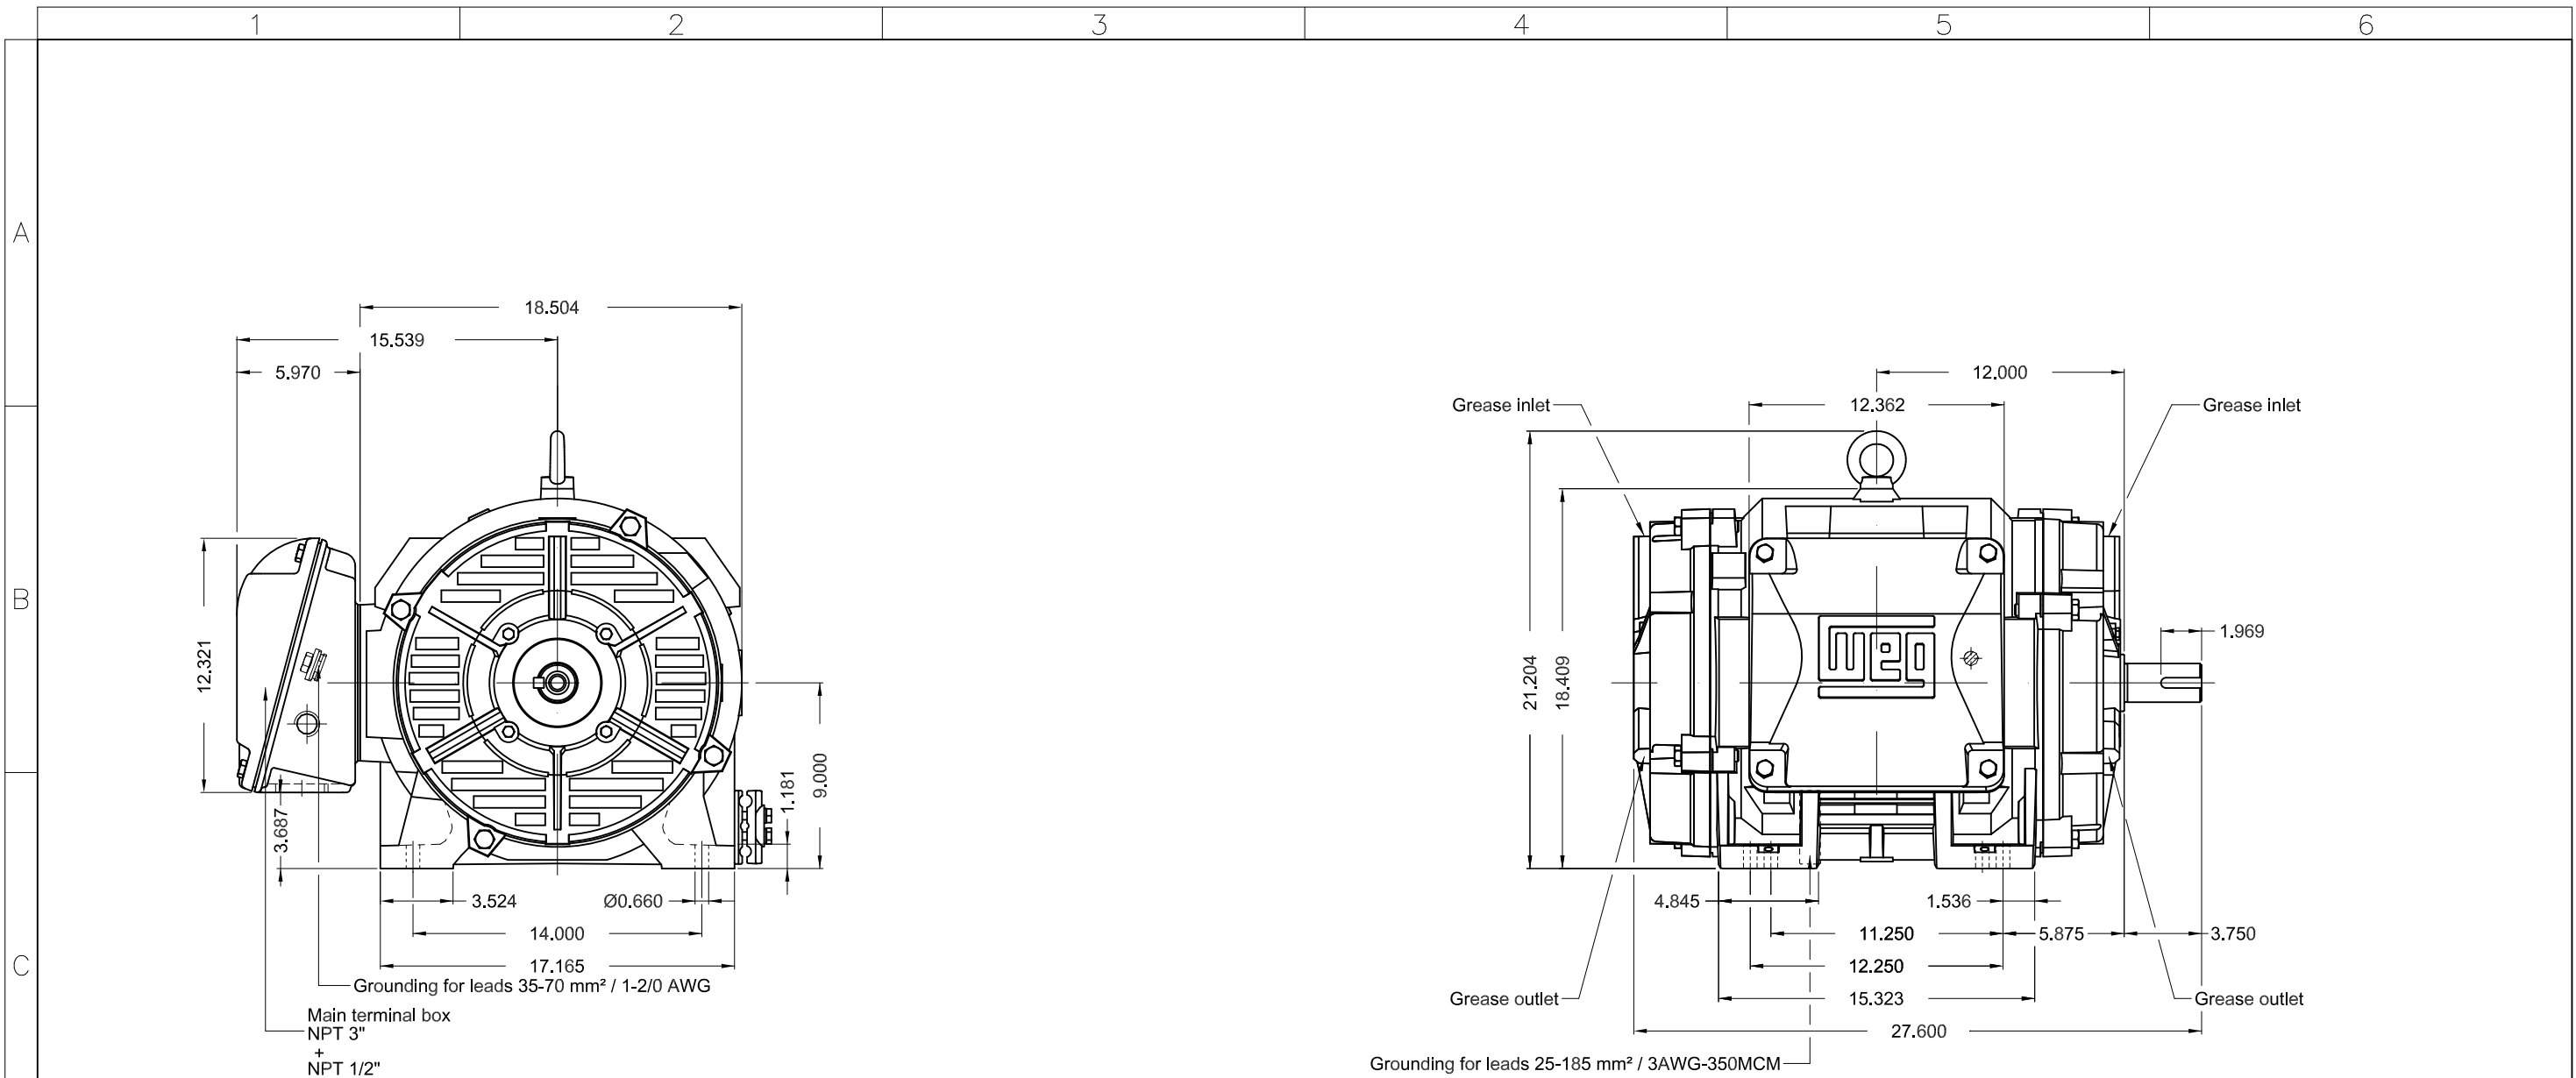 1 2 3 4 5 6
A
B
C
18.504
15.539
5.970
12.321
3.687
1.181
9.000
3.524
Ø0.660
14.000
17.165
Grounding for leads 35-70 mm² / 1-2/0 AWG
Main terminal box
NPT 3"
+
NPT 1/2"
12.000
12.362
Grease inlet
Grease inlet
21.204
18.409
weg
1.969
4.845
1.536
11.250
5.875
3.750
12.250
Grease outlet
15.323
Grease outlet
27.600
Grounding for leads 25-185 mm² / 3AWG-350MCM